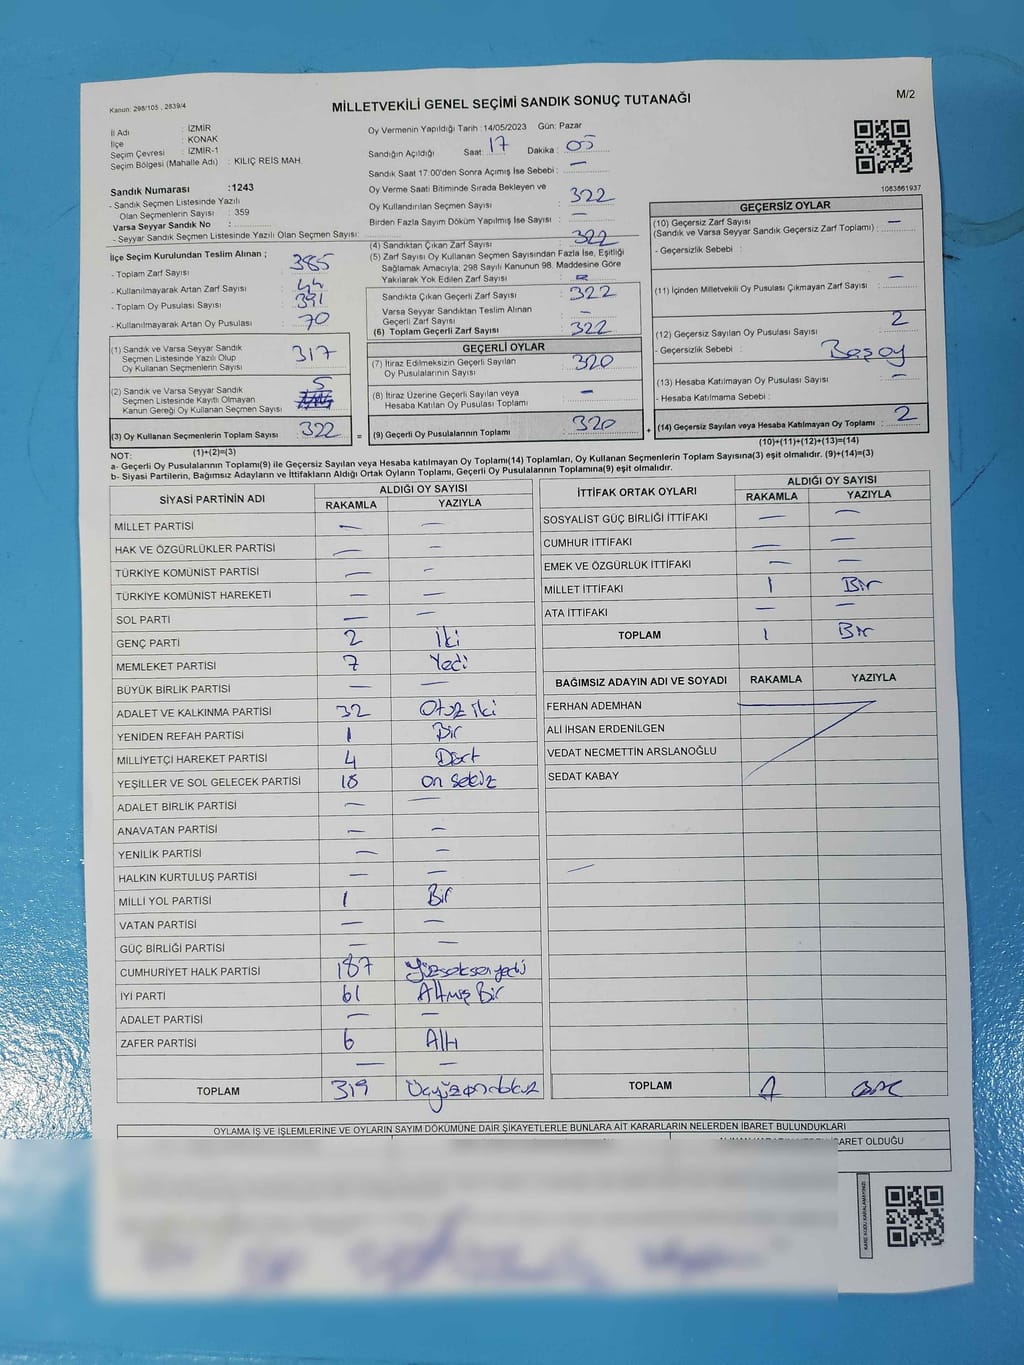 Kanun: 298/105 , 2839/4
MİLLETVEKİLİ GENEL SEÇİMİ SANDIK SONUÇ TUTANAĞI
M/2
İl Adı : İZMİR
İlçe : KONAK
Seçim Çevresi : İZMİR-1
Seçim Bölgesi (Mahalle Adı) : KILIÇ REİS MAH.
Sandık Numarası :1243
- Sandık Seçmen Listesinde Yazılı
Olan Seçmenlerin Sayısı : 359
Varsa Seyyar Sandık No :
- Seyyar Sandık Seçmen Listesinde Yazılı Olan Seçmen Sayısı:
İlçe Seçim Kurulundan Teslim Alınan ;
- Toplam Zarf Sayısı : 385
- Kullanılmayarak Artan Zarf Sayısı : 44
- Toplam Oy Pusulası Sayısı : 391
- Kullanılmayarak Artan Oy Pusulası : 70
(1) Sandık ve Varsa Seyyar Sandık
Seçmen Listesinde Yazılı Olup
Oy Kullanan Seçmenlerin Sayısı : 317
(2) Sandık ve Varsa Seyyar Sandık
Seçmen Listesinde Kayıtlı Olmayan
Kanun Gereği Oy Kullanan Seçmen Sayısı : 5
(3) Oy Kullanan Seçmenlerin Toplam Sayısı : 322
(1)+(2)=(3)
Oy Vermenin Yapıldığı Tarih :14/05/2023 Gün: Pazar
Sandığın Açıldığı Saat: 17 Dakika : 05
Sandık Saat 17:00'den Sonra Açımış İse Sebebi : —
Oy Verme Saati Bitiminde Sırada Bekleyen ve
Oy Kullandırılan Seçmen Sayısı : 322
Birden Fazla Sayım Döküm Yapılmış İse Sayısı : —
(4) Sandıktan Çıkan Zarf Sayısı : 322
(5) Zarf Sayısı Oy Kullanan Seçmen Sayısından Fazla İse, Eşitliği
Sağlamak Amacıyla, 298 Sayılı Kanunun 98. Maddesine Göre
Yakılarak Yok Edilen Zarf Sayısı :
Sandıkta Çıkan Geçerli Zarf Sayısı : 322
Varsa Seyyar Sandıktan Teslim Alınan
Geçerli Zarf Sayısı : —
(6) Toplam Geçerli Zarf Sayısı : 322
GEÇERLİ OYLAR
(7) İtiraz Edilmeksizin Geçerli Sayılan
Oy Pusulalarının Sayısı : 320
(8) İtiraz Üzerine Geçerli Sayılan veya
Hesaba Katılan Oy Pusulası Toplamı : —
= (9) Geçerli Oy Pusulalarının Toplamı : 320 +
1083861937
GEÇERSİZ OYLAR
(10) Geçersiz Zarf Sayısı —
(Sandık ve Varsa Seyyar Sandık Geçersiz Zarf Toplamı) :
- Geçersizlik Sebebi :
(11) İçinden Milletvekili Oy Pusulası Çıkmayan Zarf Sayısı : —
(12) Geçersiz Sayılan Oy Pusulası Sayısı : 2
- Geçersizlik Sebebi :
(13) Hesaba Katılmayan Oy Pusulası Sayısı : —
- Hesaba Katılmama Sebebi :
(14) Geçersiz Sayılan veya Hesaba Katılmayan Oy Toplamı : 2
(10)+(11)+(12)+(13)=(14)
NOT:
a- Geçerli Oy Pusulalarının Toplamı(9) ile Geçersiz Sayılan veya Hesaba katılmayan Oy Toplamı(14) Toplamları, Oy Kullanan Seçmenlerin Toplam Sayısına(3) eşit olmalıdır. (9)+(14)=(3)
b- Siyasi Partilerin, Bağımsız Adayların ve İttifakların Aldığı Ortak Oyların Toplamı, Geçerli Oy Pusulalarının Toplamına(9) eşit olmalıdır.
SİYASİ PARTİNİN ADI ALDIĞI OY SAYISI
RAKAMLA YAZIYLA
MİLLET PARTİSİ — —
HAK VE ÖZGÜRLÜKLER PARTİSİ — —
TÜRKİYE KOMÜNİST PARTİSİ — —
TÜRKİYE KOMÜNİST HAREKETİ — —
SOL PARTİ — —
GENÇ PARTİ 2 iki
MEMLEKET PARTİSİ 7 Yedi
BÜYÜK BİRLİK PARTİSİ — —
ADALET VE KALKINMA PARTİSİ 32 Otuz iki
YENİDEN REFAH PARTİSİ 1 Bir
MİLLİYETÇİ HAREKET PARTİSİ 4 Dört
YEŞİLLER VE SOL GELECEK PARTİSİ 18 on sekiz
ADALET BİRLİK PARTİSİ — —
ANAVATAN PARTİSİ — —
YENİLİK PARTİSİ — —
HALKIN KURTULUŞ PARTİSİ — —
MİLLİ YOL PARTİSİ 1 Bir
VATAN PARTİSİ — —
GÜÇ BİRLİĞİ PARTİSİ — —
CUMHURİYET HALK PARTİSİ 187 Yüzseksenyedi
İYİ PARTİ 61 Altmış Bir
ADALET PARTİSİ — —
ZAFER PARTİSİ 6 Altı
— —
TOPLAM 319 Üçyüzondokuz
İTTİFAK ORTAK OYLARI ALDIĞI OY SAYISI
RAKAMLA YAZIYLA
SOSYALİST GÜÇ BİRLİĞİ İTTİFAKI — —
CUMHUR İTTİFAKI — —
EMEK VE ÖZGÜRLÜK İTTİFAKI — —
MİLLET İTTİFAKI 1 Bir
ATA İTTİFAKI — —
TOPLAM 1 Bir
BAĞIMSIZ ADAYIN ADI VE SOYADI RAKAMLA YAZIYLA
FERHAN ADEMHAN
ALİ İHSAN ERDENİLGEN
VEDAT NECMETTİN ARSLANOĞLU
SEDAT KABAY
TOPLAM 1
OYLAMA İŞ VE İŞLEMLERİNE VE OYLARIN SAYIM DÖKÜMÜNE DAİR ŞİKAYETLERLE BUNLARA AİT KARARLARIN NELERDEN İBARET BULUNDUKLARI
İBARET OLDUĞU
KARE KODU KARALAMAYINIZ!